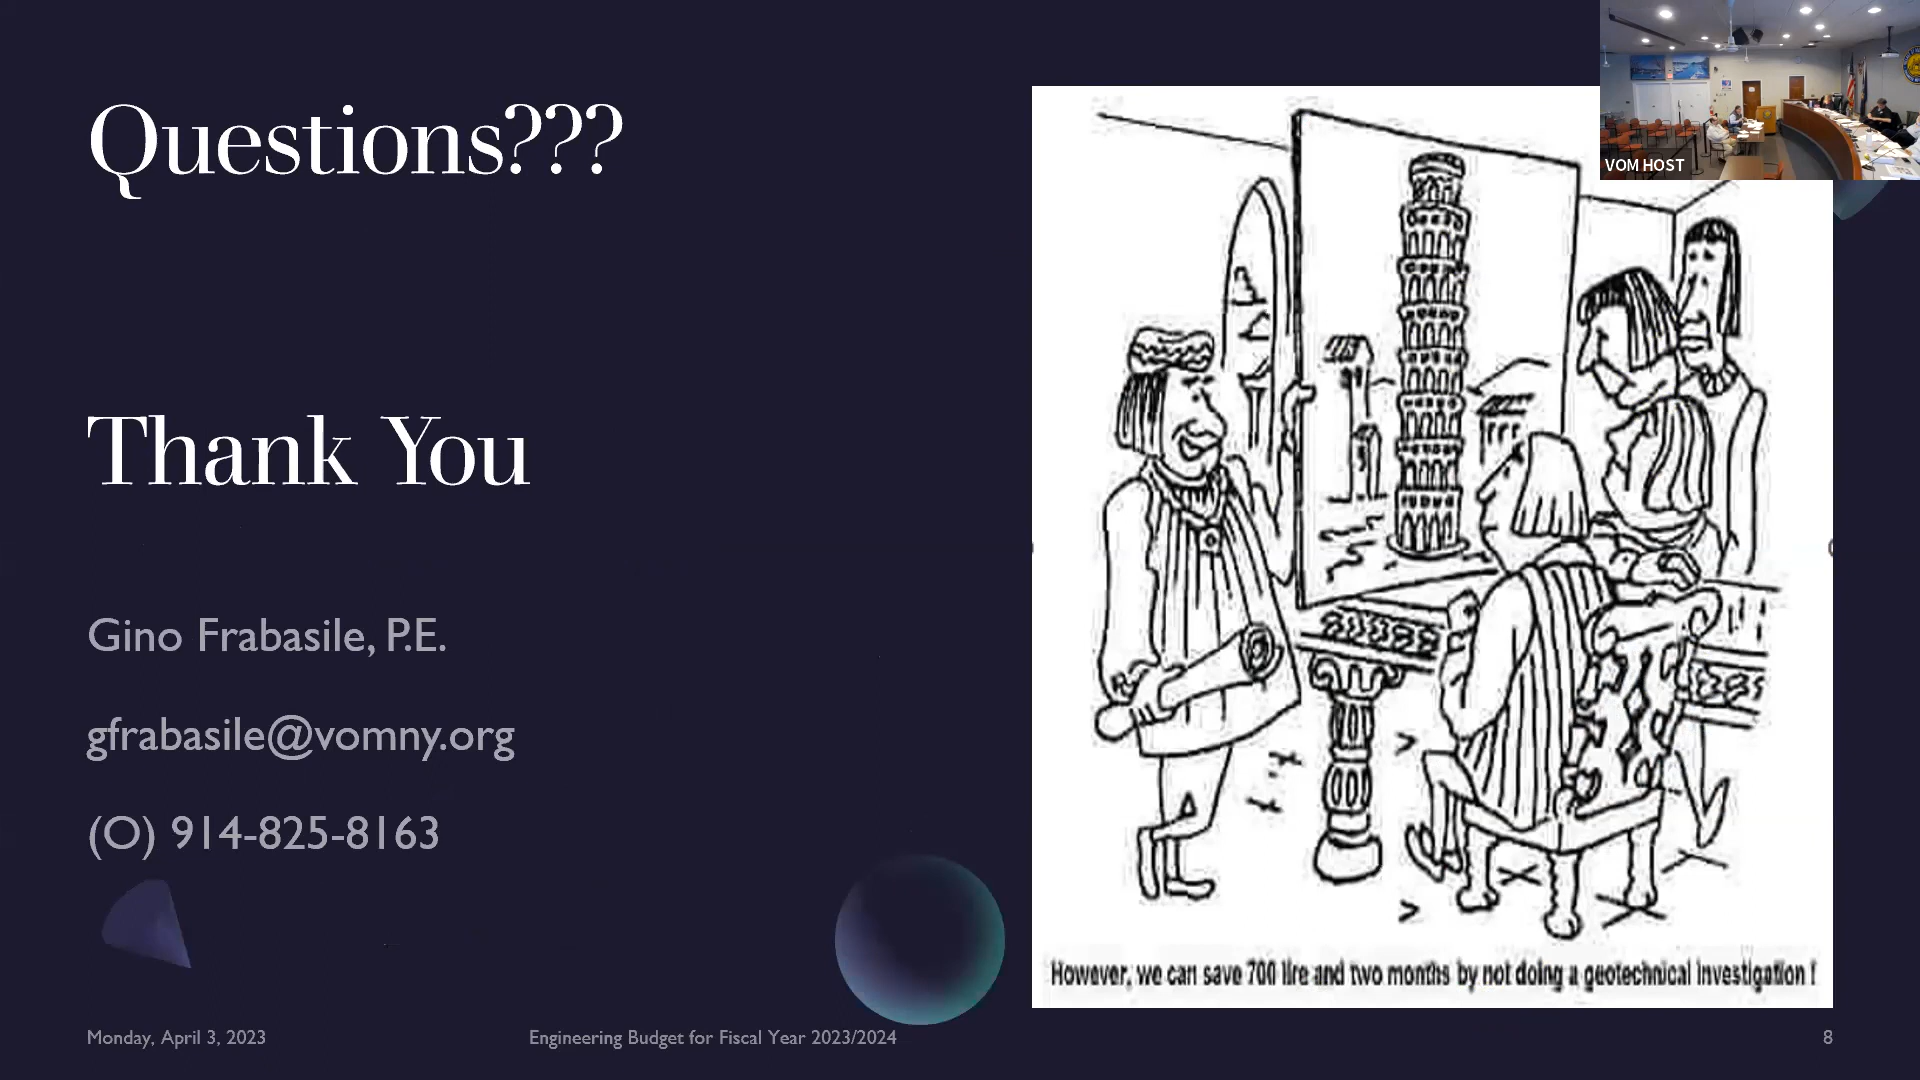 Questions???
Thank You
Gino Frabasile, P.E.
gfrabasile@vomny.org
(O) 914-825-8163
VOM HOST
However, we can save 700 lire and two months by not doing a geotechnical investigation !
Monday, April 3, 2023
Engineering Budget for Fiscal Year 2023/2024
8